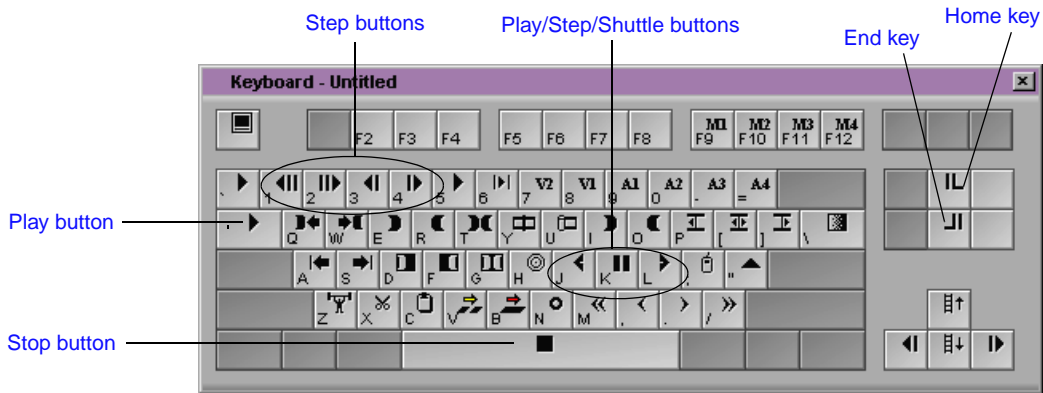 Step buttons
Play/Step/Shuttle buttons
Home key
End key
Keyboard - Untitled
F2 F3 F4 F5 F6 F7 F8 M1 F9 M2 F10 M3 F11 M4 F12
` 1 2 3 4 5 6 V2 7 V1 8 A1 9 A2 0 A3 - A4 =
Play button
Q W E R T Y U I O P [ ] \
A S D F G H J K L ; "
Z X C V B N M , . /
Stop button